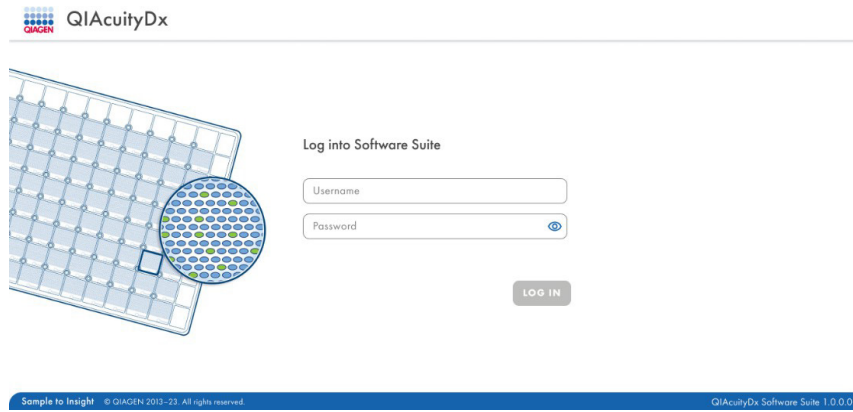 QIAGEN
QIAcuityDx
Log into Software Suite
Username
Password
LOG IN
Sample to Insight © QIAGEN 2013–23. All rights reserved.
QIAcuityDx Software Suite 1.0.0.0